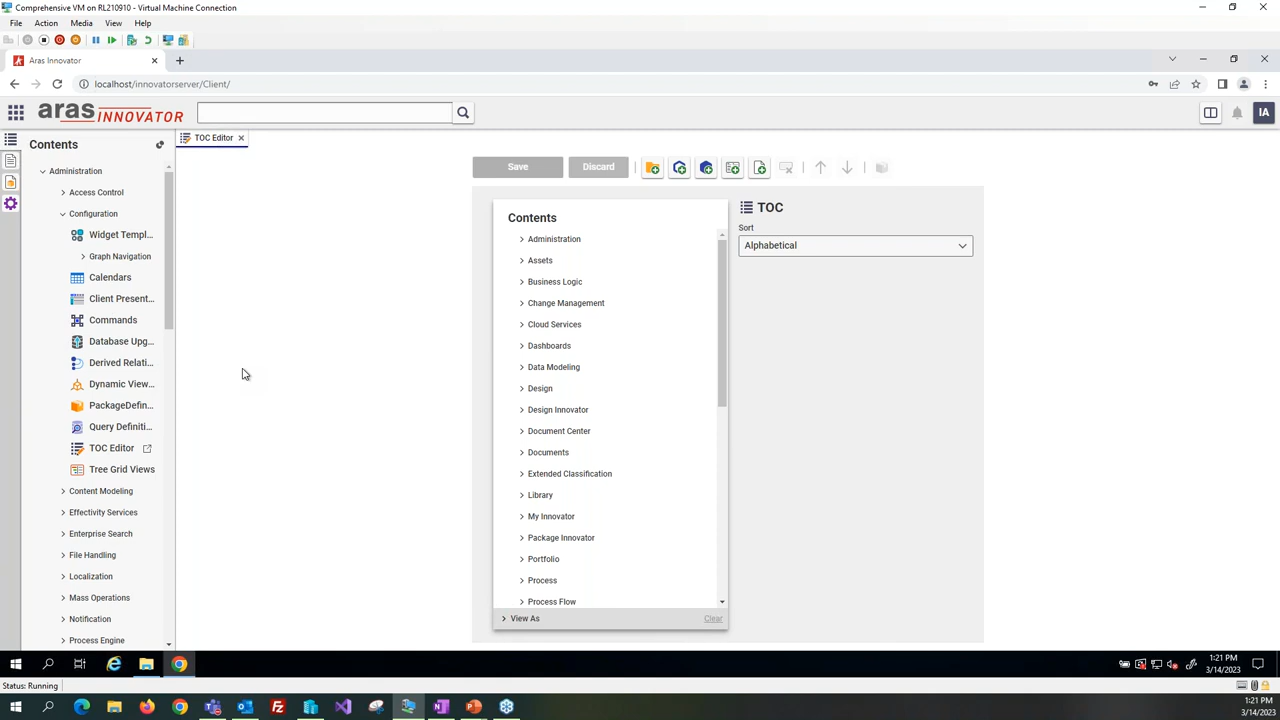 Comprehensive VM on RL210910 - Virtual Machine Connection
File Action Media View Help
Aras Innovator
localhost/innovatorserver/Client/
aras INNOVATOR
IA
Contents
TOC Editor
Administration
Access Control
Configuration
Widget Templ...
Graph Navigation
Calendars
Client Present...
Commands
Database Upg...
Derived Relati...
Dynamic View...
PackageDefin...
Query Definiti...
TOC Editor
Tree Grid Views
Content Modeling
Effectivity Services
Enterprise Search
File Handling
Localization
Mass Operations
Notification
Process Engine
Save Discard
Contents
Administration
Assets
Business Logic
Change Management
Cloud Services
Dashboards
Data Modeling
Design
Design Innovator
Document Center
Documents
Extended Classification
Library
My Innovator
Package Innovator
Portfolio
Process
Process Flow
View As Clear
TOC
Sort
Alphabetical
1:21 PM
3/14/2023
Status: Running
1:21 PM
3/14/2023